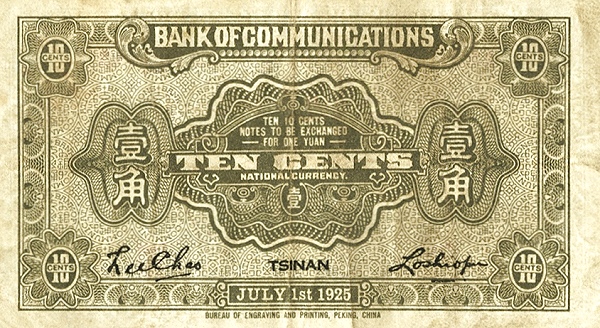 BANK OF COMMUNICATIONS
10 CENTS
10 CENTS
TEN 10 CENTS
NOTES TO BE EXCHANGED
FOR ONE YUAN
壹角
TEN CENTS
壹角
NATIONAL CURRENCY.
壹
TSINAN
10 CENTS
10 CENTS
JULY 1st 1925
BUREAU OF ENGRAVING AND PRINTING, PEKING, CHINA